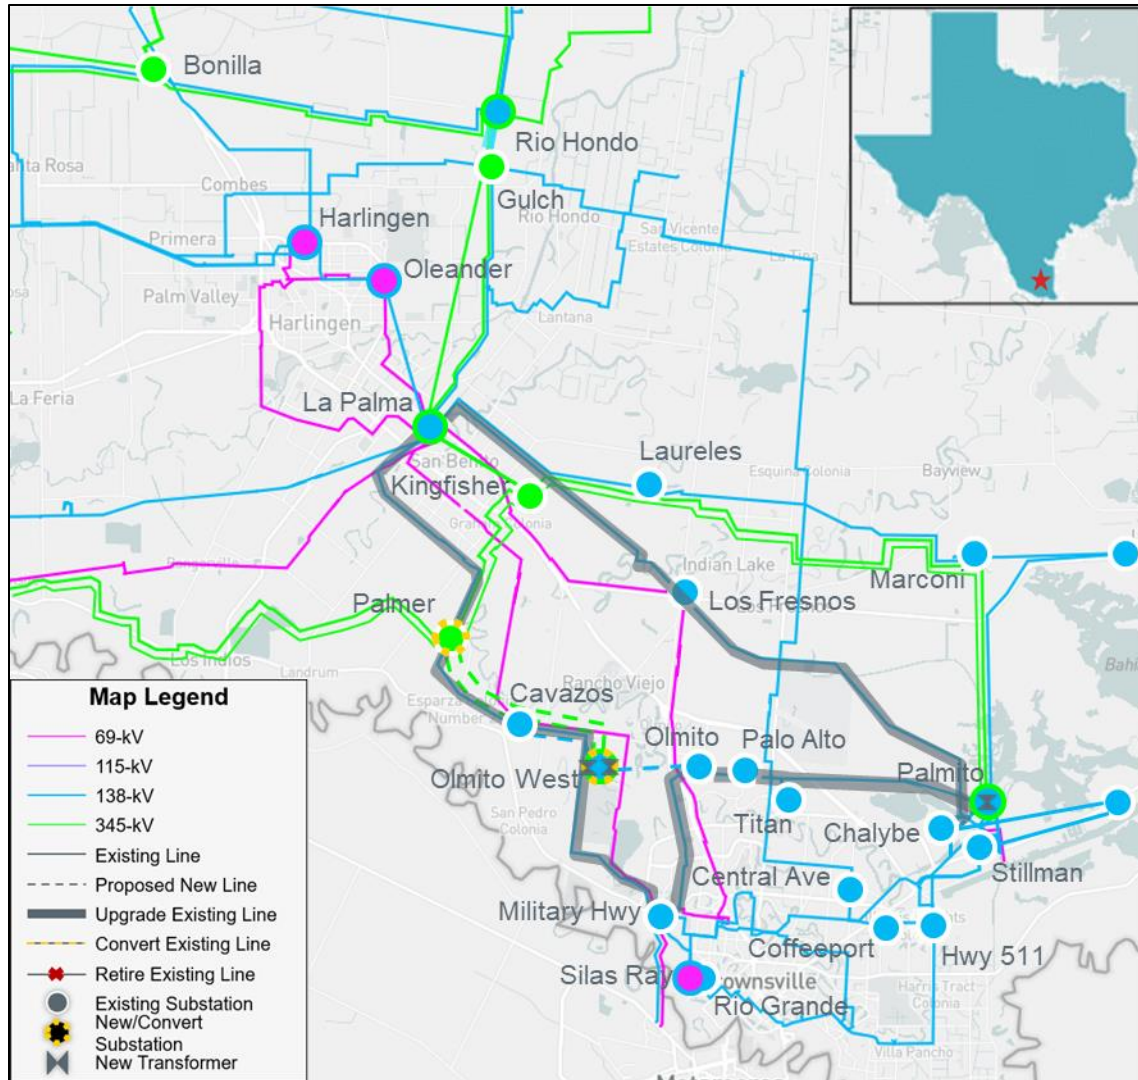 Bonilla
Rio Hondo
anta Rosa
Combes
Gulch
Rio Hondo
Harlingen
San Vicente
Estates Colonia
Primera
La Tina
Oleander
Palm Valley
Harlingen
Lantana
La Feria
La Palma
San Benito
Laureles
Esquina Colonia
Bayview
Kingfisher
Indian Lake
Marconi
Palmer
Los Fresnos
Los Fresnos
Los Indios
Landrum
Rancho Viejo
Cavazos
Number
Olmito
Palo Alto
Palmito
Olmito West
San Pedro
Colonia
Titan
Chalybe
Stillman
Central Ave
Military Hwy
Coffeeport
Hwy 511
Silas Ray
ownsville
Rio Grande
Harris Tract
Colonia
Villa Pancho
Map Legend
69-kV
115-kV
138-kV
345-kV
Existing Line
Proposed New Line
Upgrade Existing Line
Convert Existing Line
Retire Existing Line
Existing Substation
New/Convert
Substation
New Transformer